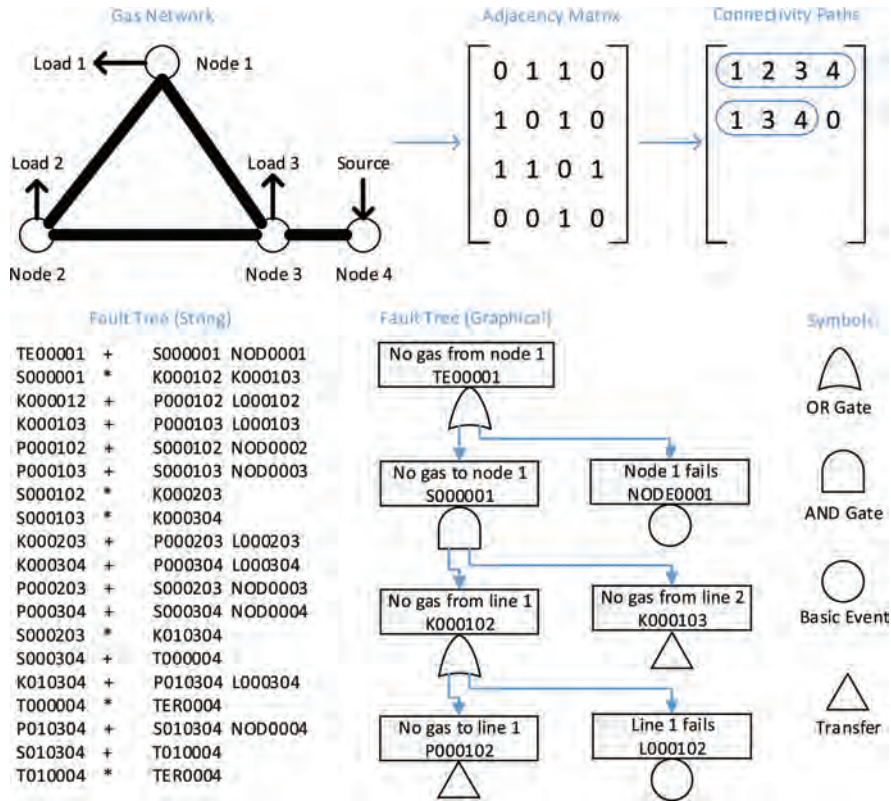 Gas Network
Adjacency Matrix
Connectivity Paths
Load 1
Node 1
Load 2
Load 3
Source
Node 2
Node 3
Node 4
0 1 1 0
1 0 1 0
1 1 0 1
0 0 1 0
1 2 3 4
1 3 4 0
Fault Tree (String)
TE00001 + S000001 NOD0001
S000001 * K000102 K000103
K000012 + P000102 L000102
K000103 + P000103 L000103
P000102 + S000102 NOD0002
P000103 + S000103 NOD0003
S000102 * K000203
S000103 * K000304
K000203 + P000203 L000203
K000304 + P000304 L000304
P000203 + S000203 NOD0003
P000304 + S000304 NOD0004
S000203 * K010304
S000304 + T000004
K010304 + P010304 L000304
T000004 * TER0004
P010304 + S010304 NOD0004
S010304 + T010004
T010004 * TER0004
Fault Tree (Graphical)
No gas from node 1
TE00001
No gas to node 1
S000001
Node 1 fails
NODE0001
No gas from line 1
K000102
No gas from line 2
K000103
No gas to line 1
P000102
Line 1 fails
L000102
Symbols
OR Gate
AND Gate
Basic Event
Transfer